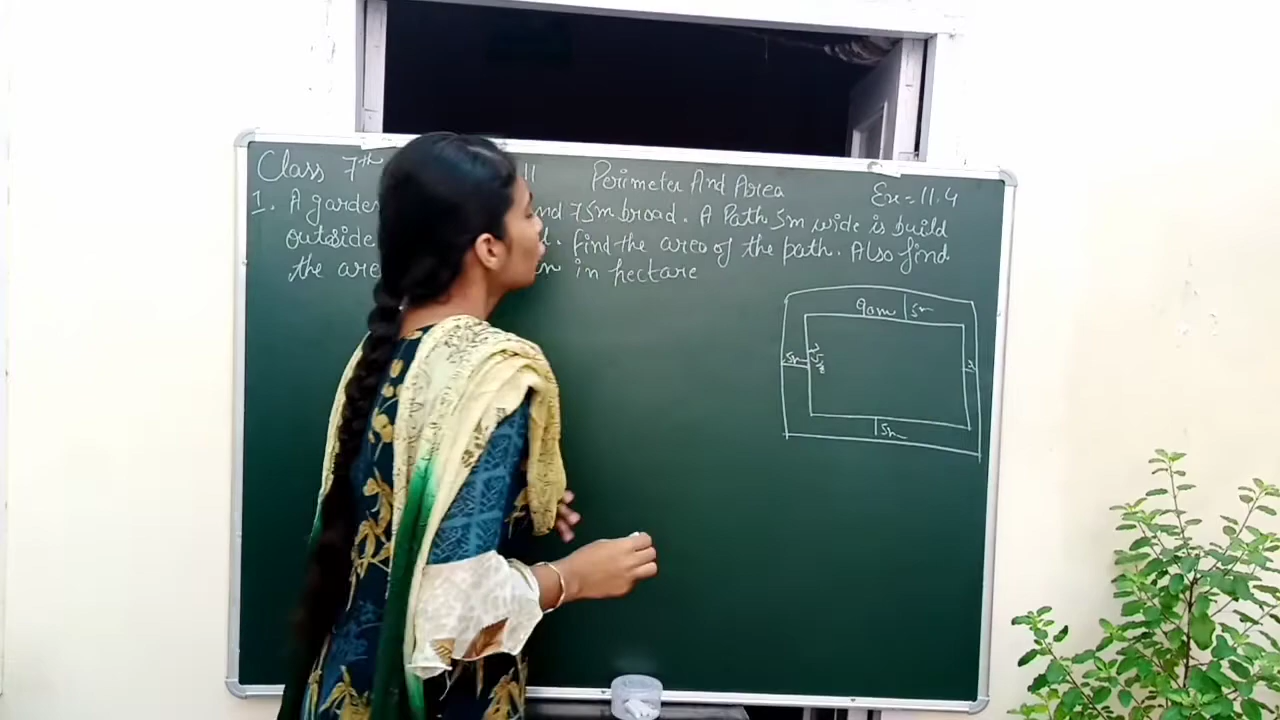 Class 7th 11 Perimeter And Area Ex = 11.4
1. A garden nd 75m broad. A Path 5m wide is build
outside d. find the area of the path. Also find
the are n in hectare
90m 5m
5m 75m
5m